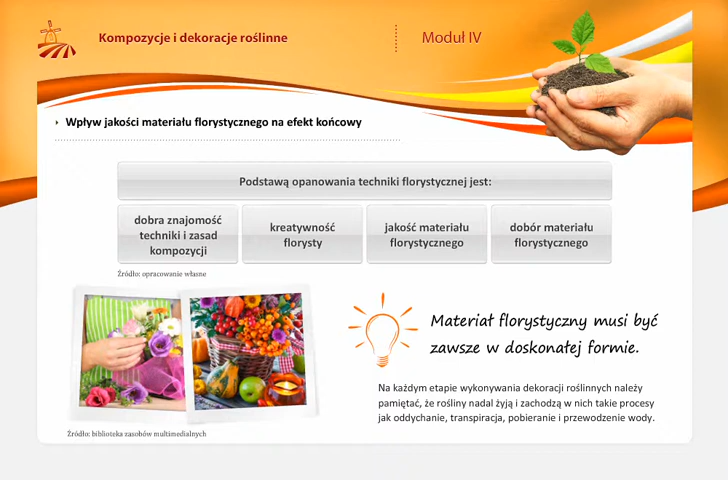 Kompozycje i dekoracje roślinne
Moduł IV
Wpływ jakości materiału florystycznego na efekt końcowy
Podstawą opanowania techniki florystycznej jest:
dobra znajomość
techniki i zasad
kompozycji
kreatywność
florysty
jakość materiału
florystycznego
dobór materiału
florystycznego
Źródło: opracowanie własne
Materiał florystyczny musi być
zawsze w doskonałej formie.
Na każdym etapie wykonywania dekoracji roślinnych należy
pamiętać, że rośliny nadal żyją i zachodzą w nich takie procesy
jak oddychanie, transpiracja, pobieranie i przewodzenie wody.
Źródło: biblioteka zasobów multimedialnych